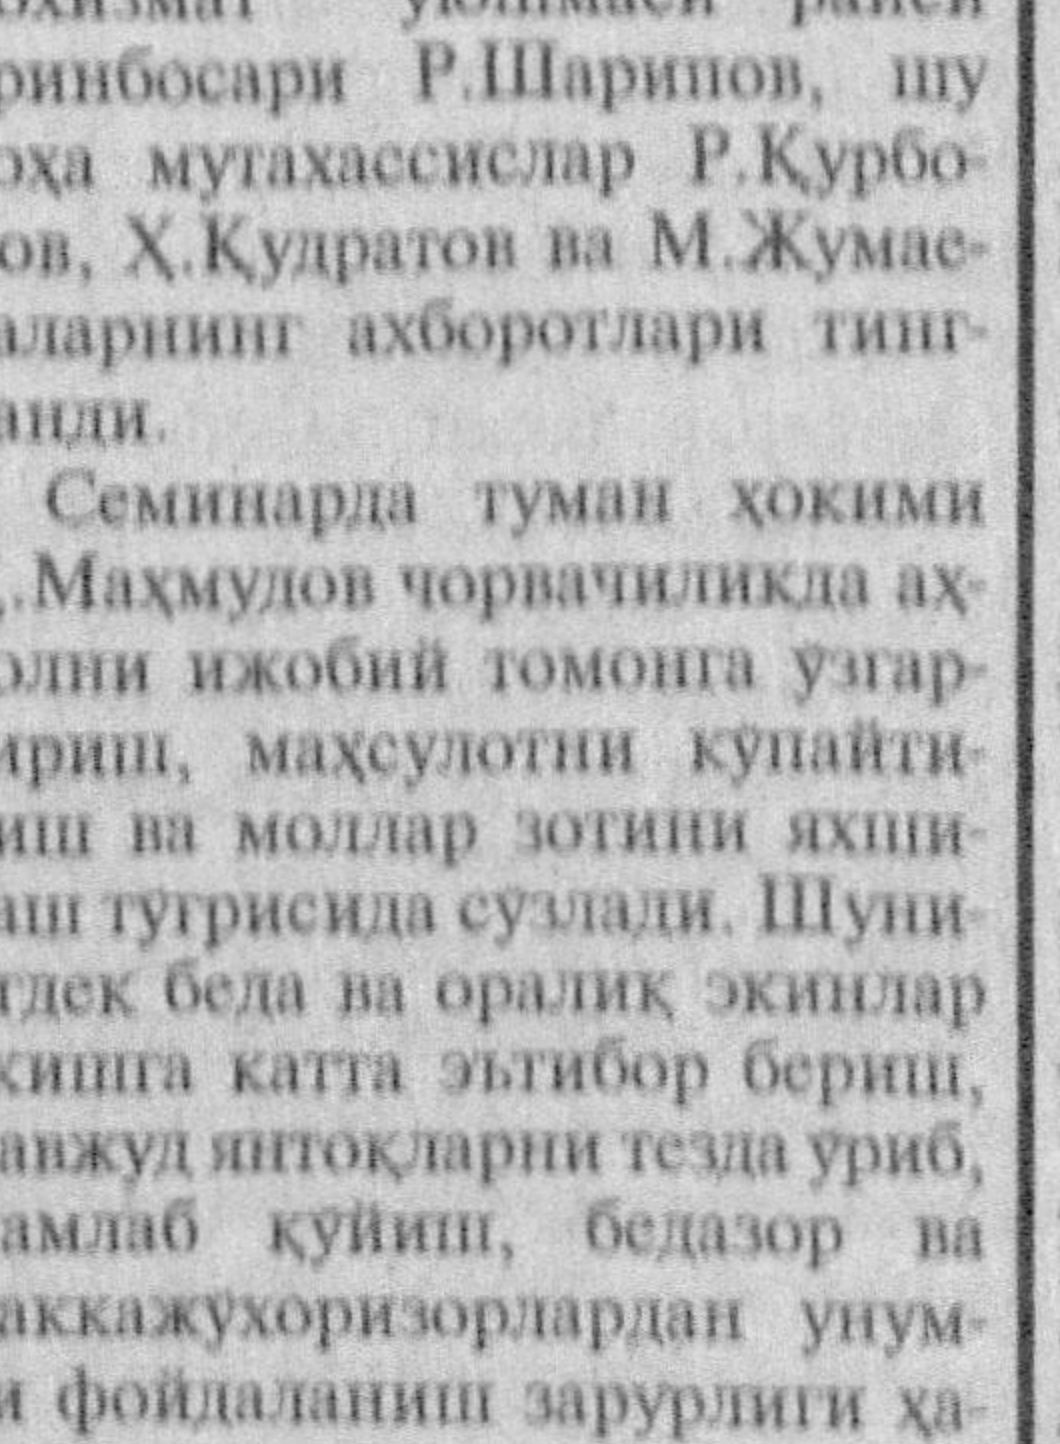 уюшмаси раиси
ринбосари Р.Шарипов, шу
оҳа мутахассислар Р.Қурбо-
ов, Ҳ.Қудратов ва М.Жумае-
аларнинг ахборотлари тинг-
анди.
Семинарда туман ҳокими
.Маҳмудов чорвачиликда аҳ-
олни ижобий томонга ўзгар-
ириш, маҳсулотни кўпайти-
иш ва моллар зотини яхши-
аш тўғрисида сўзлади. Шуни-
гдек беда ва оралиқ экинлар
кишга катта эътибор бериш,
авжуд янтоқларни тезда ўриб,
амлаб қўйиш, бедазор ва
аккажўхоризорлардан унум-
и фойдаланиш зарурлиги ҳа-